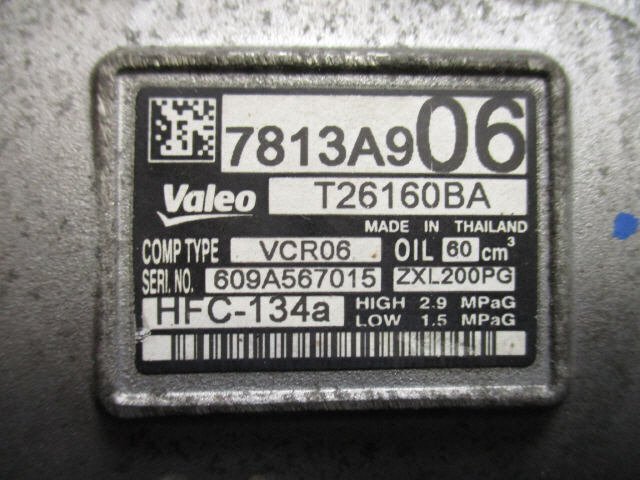 7813A906
Valeo T26160BA
MADE IN THAILAND
COMP TYPE VCR06 OIL 60 cm³
SERI. NO. 609A567015 ZXL200PG
HFC-134a HIGH 2.9 MPaG
LOW 1.5 MPaG